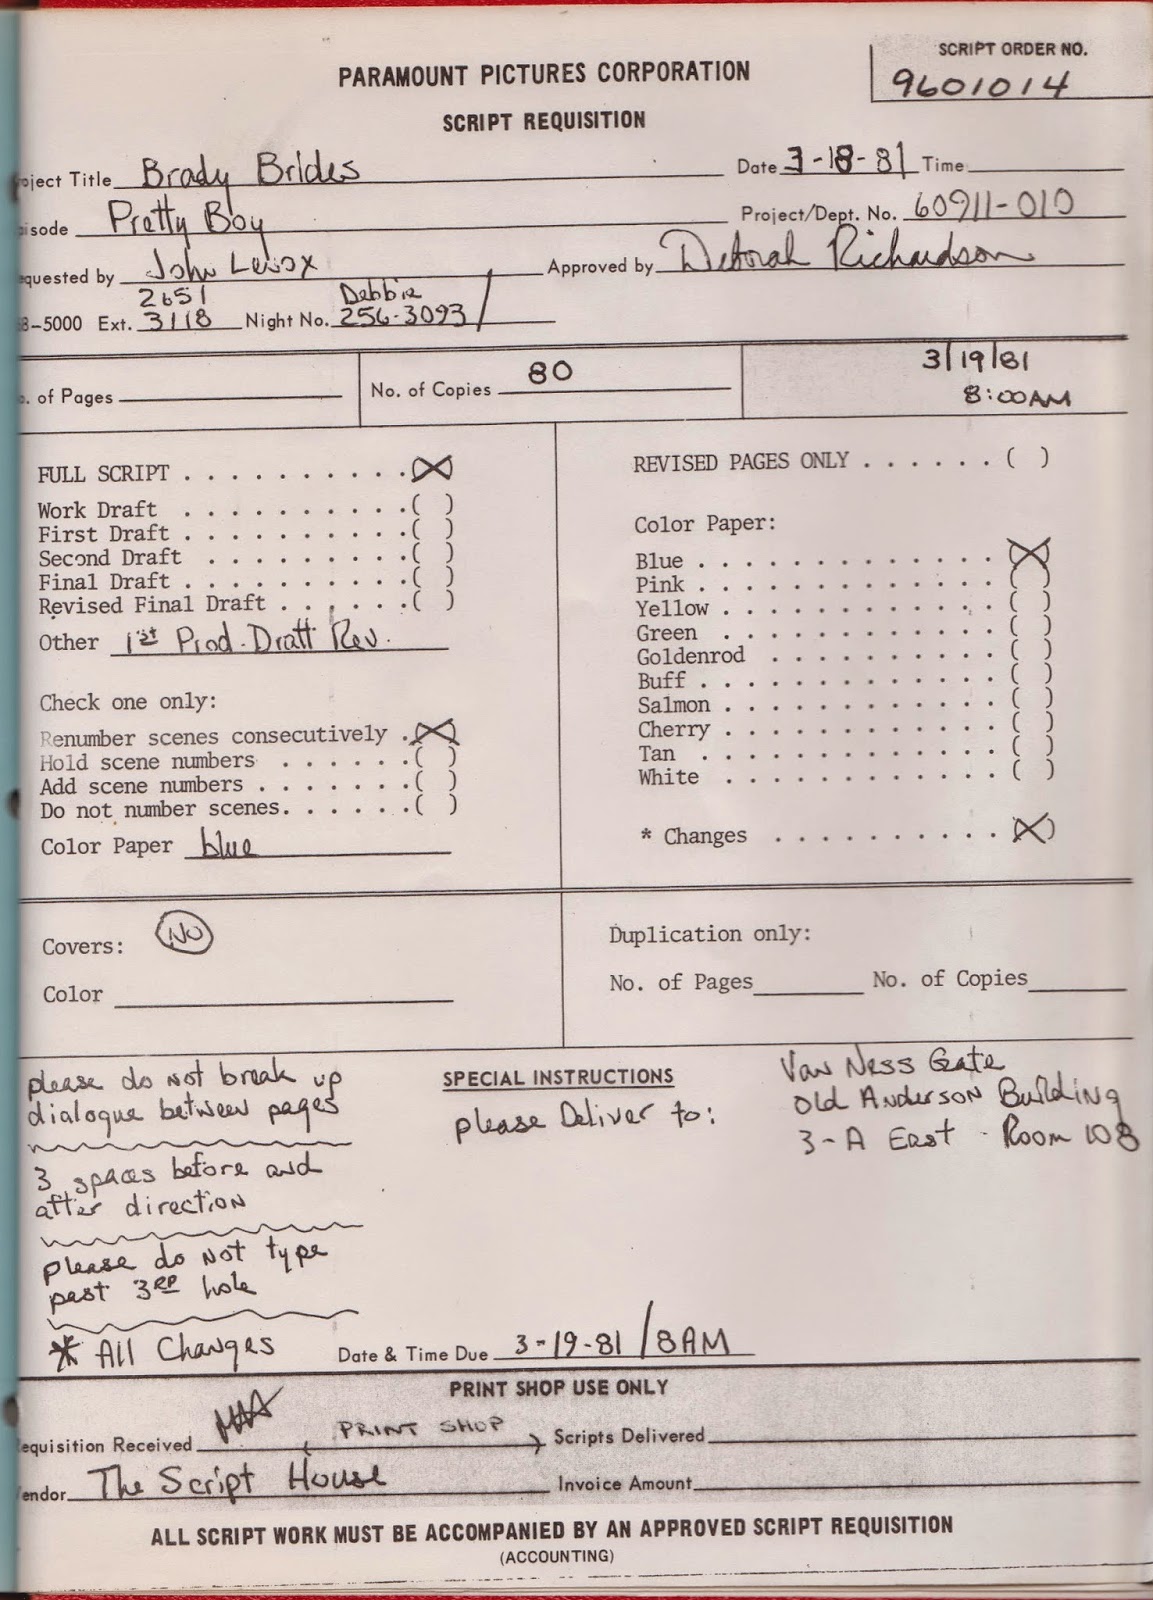 SCRIPT ORDER NO.
9601014
PARAMOUNT PICTURES CORPORATION
SCRIPT REQUISITION
oject Title Brady Brides Date 3-18-81 Time
isode Pretty Boy Project/Dept. No. 60911-010
equested by John Lenox Approved by Deborah Richardson
2651 Debbie
8-5000 Ext. 3118 Night No. 256-3093/
. of Pages No. of Copies 80 3/19/81
8:00AM
FULL SCRIPT . . . . . . . . . . (X)
Work Draft . . . . . . . . . . ( )
First Draft . . . . . . . . . . ( )
Second Draft . . . . . . . . . ( )
Final Draft . . . . . . . . . . ( )
Revised Final Draft . . . . . . ( )
Other 1st Prod. Draft Rev.
Check one only:
Renumber scenes consecutively . (X)
Hold scene numbers . . . . . . ( )
Add scene numbers . . . . . . . ( )
Do not number scenes. . . . . . ( )
Color Paper blue
REVISED PAGES ONLY . . . . . . ( )
Color Paper:
Blue . . . . . . . . . . . . . (X)
Pink . . . . . . . . . . . . . ( )
Yellow . . . . . . . . . . . . ( )
Green . . . . . . . . . . . . ( )
Goldenrod . . . . . . . . . . ( )
Buff . . . . . . . . . . . . . ( )
Salmon . . . . . . . . . . . . ( )
Cherry . . . . . . . . . . . . ( )
Tan . . . . . . . . . . . . . ( )
White . . . . . . . . . . . . ( )
* Changes . . . . . . . . . . (X)
Covers: NO
Color
Duplication only:
No. of Pages No. of Copies
please do not break up
dialogue between pages
3 spaces before and
after direction
please do not type
past 3RD hole
* All Changes
SPECIAL INSTRUCTIONS
please Deliver to:
Van Ness Gate
Old Anderson Building
3-A East - Room 108
Date & Time Due 3-19-81 / 8AM
PRINT SHOP USE ONLY
equisition Received ( PRINT SHOP ) Scripts Delivered
endor The Script House Invoice Amount
ALL SCRIPT WORK MUST BE ACCOMPANIED BY AN APPROVED SCRIPT REQUISITION
(ACCOUNTING)